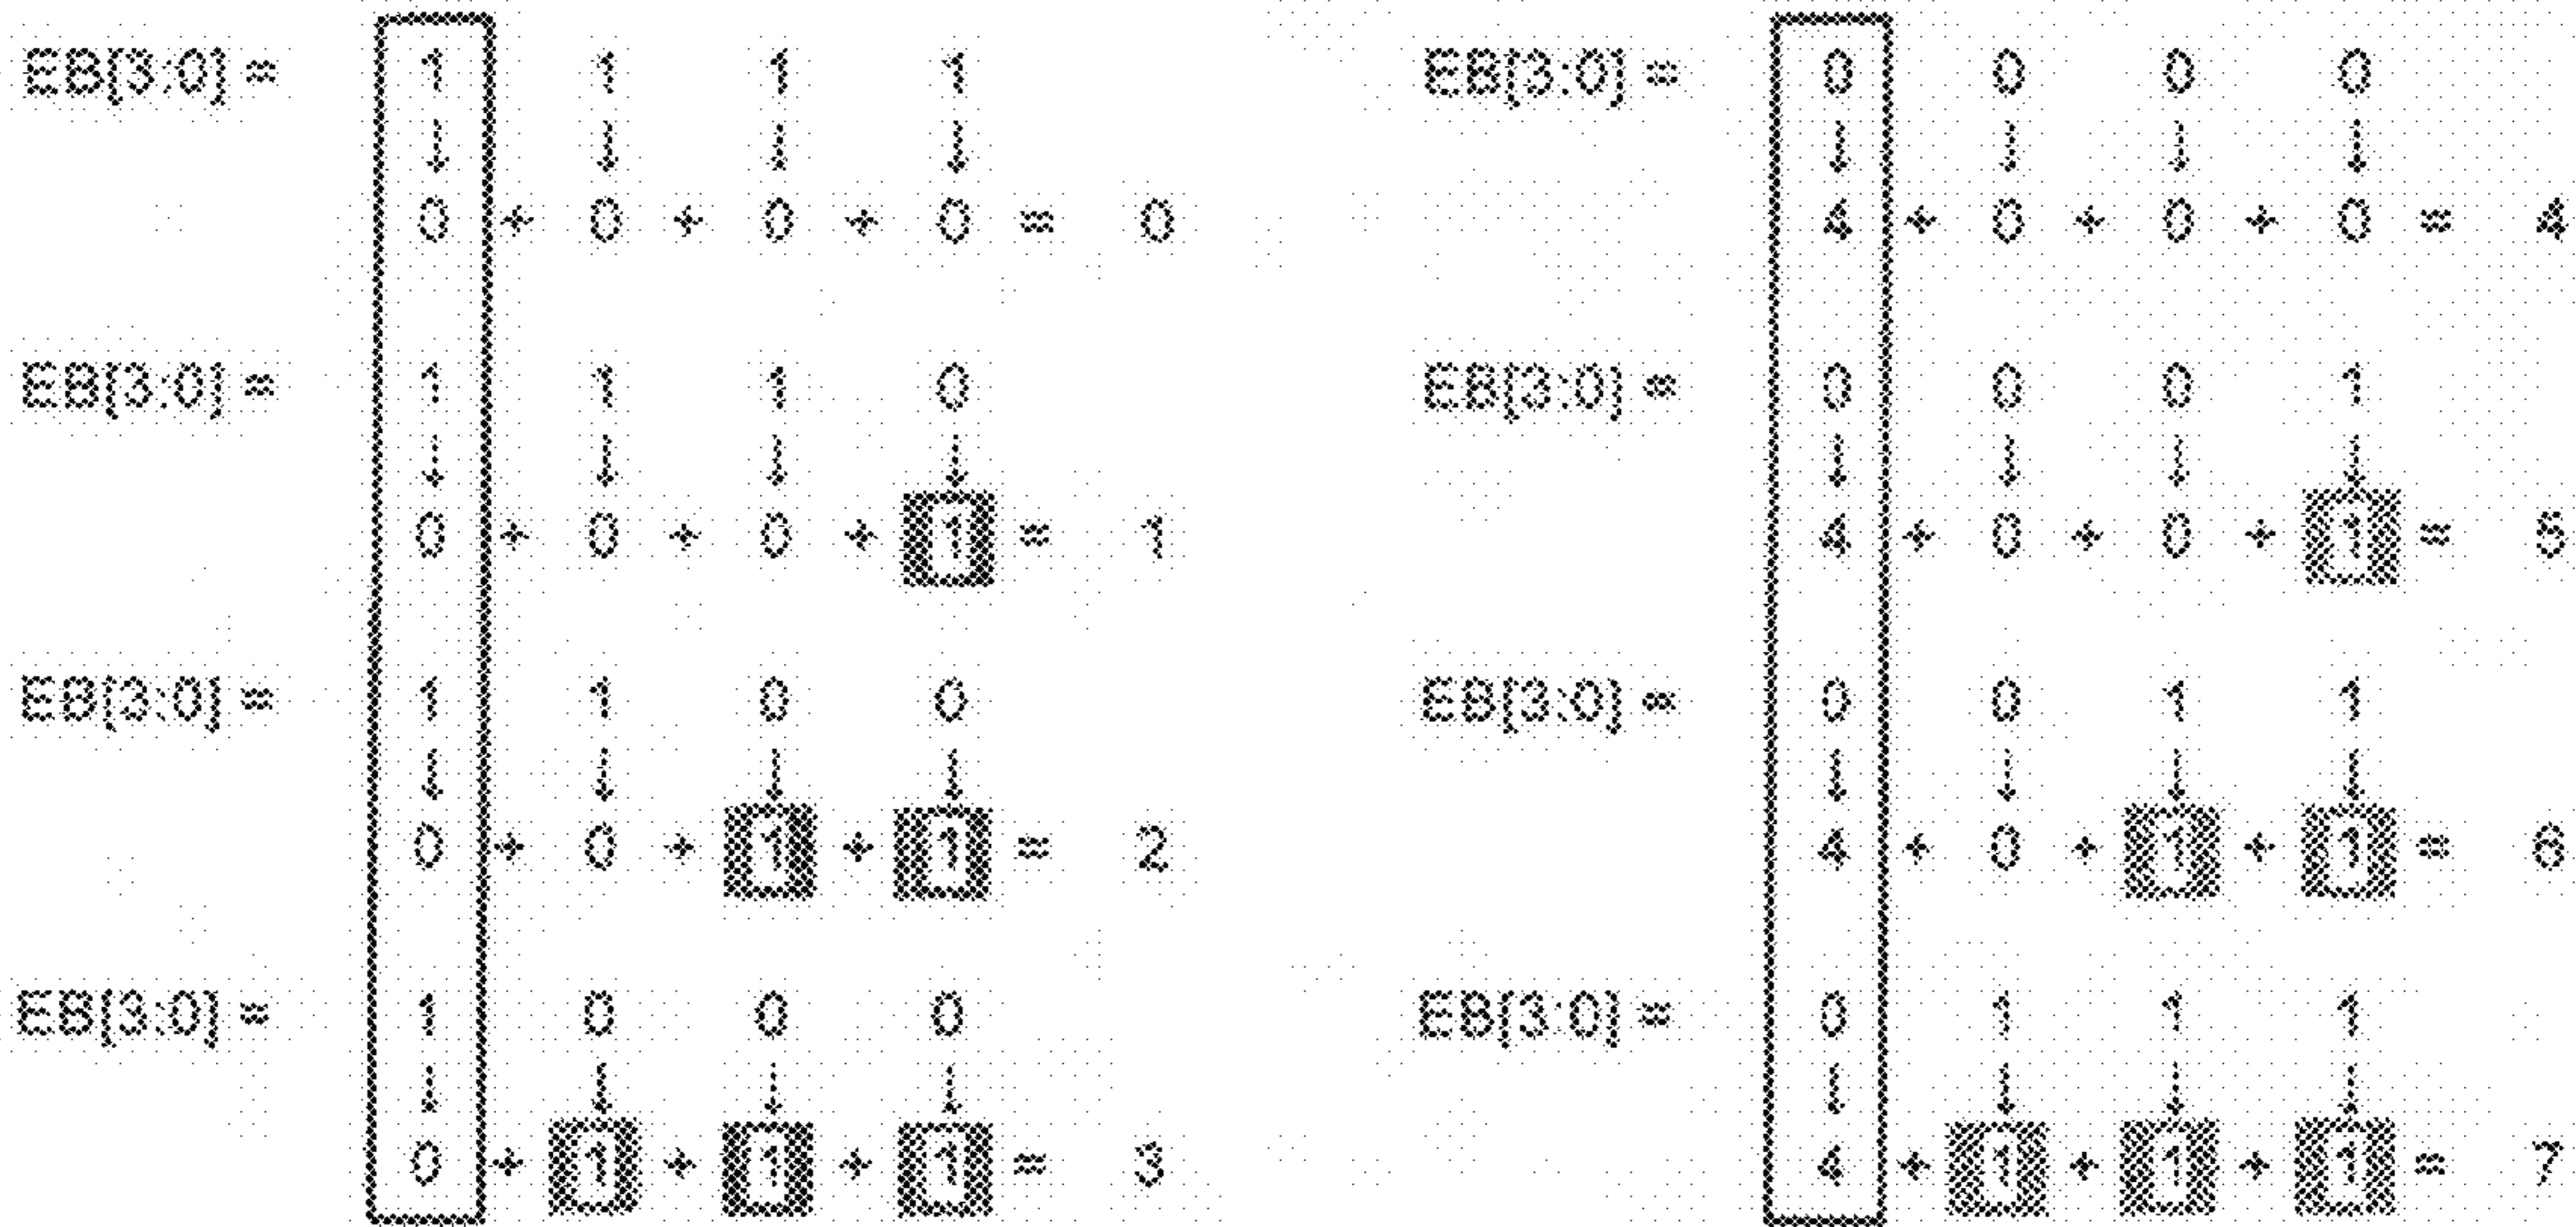 EB[3:0] = 1 1 1 1
0 + 0 + 0 + 0 = 0
EB[3:0] = 1 1 1 0
0 + 0 + 0 + 1 = 1
EB[3:0] = 1 1 0 0
0 + 0 + 1 + 1 = 2
EB[3:0] = 1 0 0 0
0 + 1 + 1 + 1 = 3
EB[3:0] = 0 0 0 0
4 + 0 + 0 + 0 = 4
EB[3:0] = 0 0 0 1
4 + 0 + 0 + 1 = 5
EB[3:0] = 0 0 1 1
4 + 0 + 1 + 1 = 6
EB[3:0] = 0 1 1 1
4 + 1 + 1 + 1 = 7